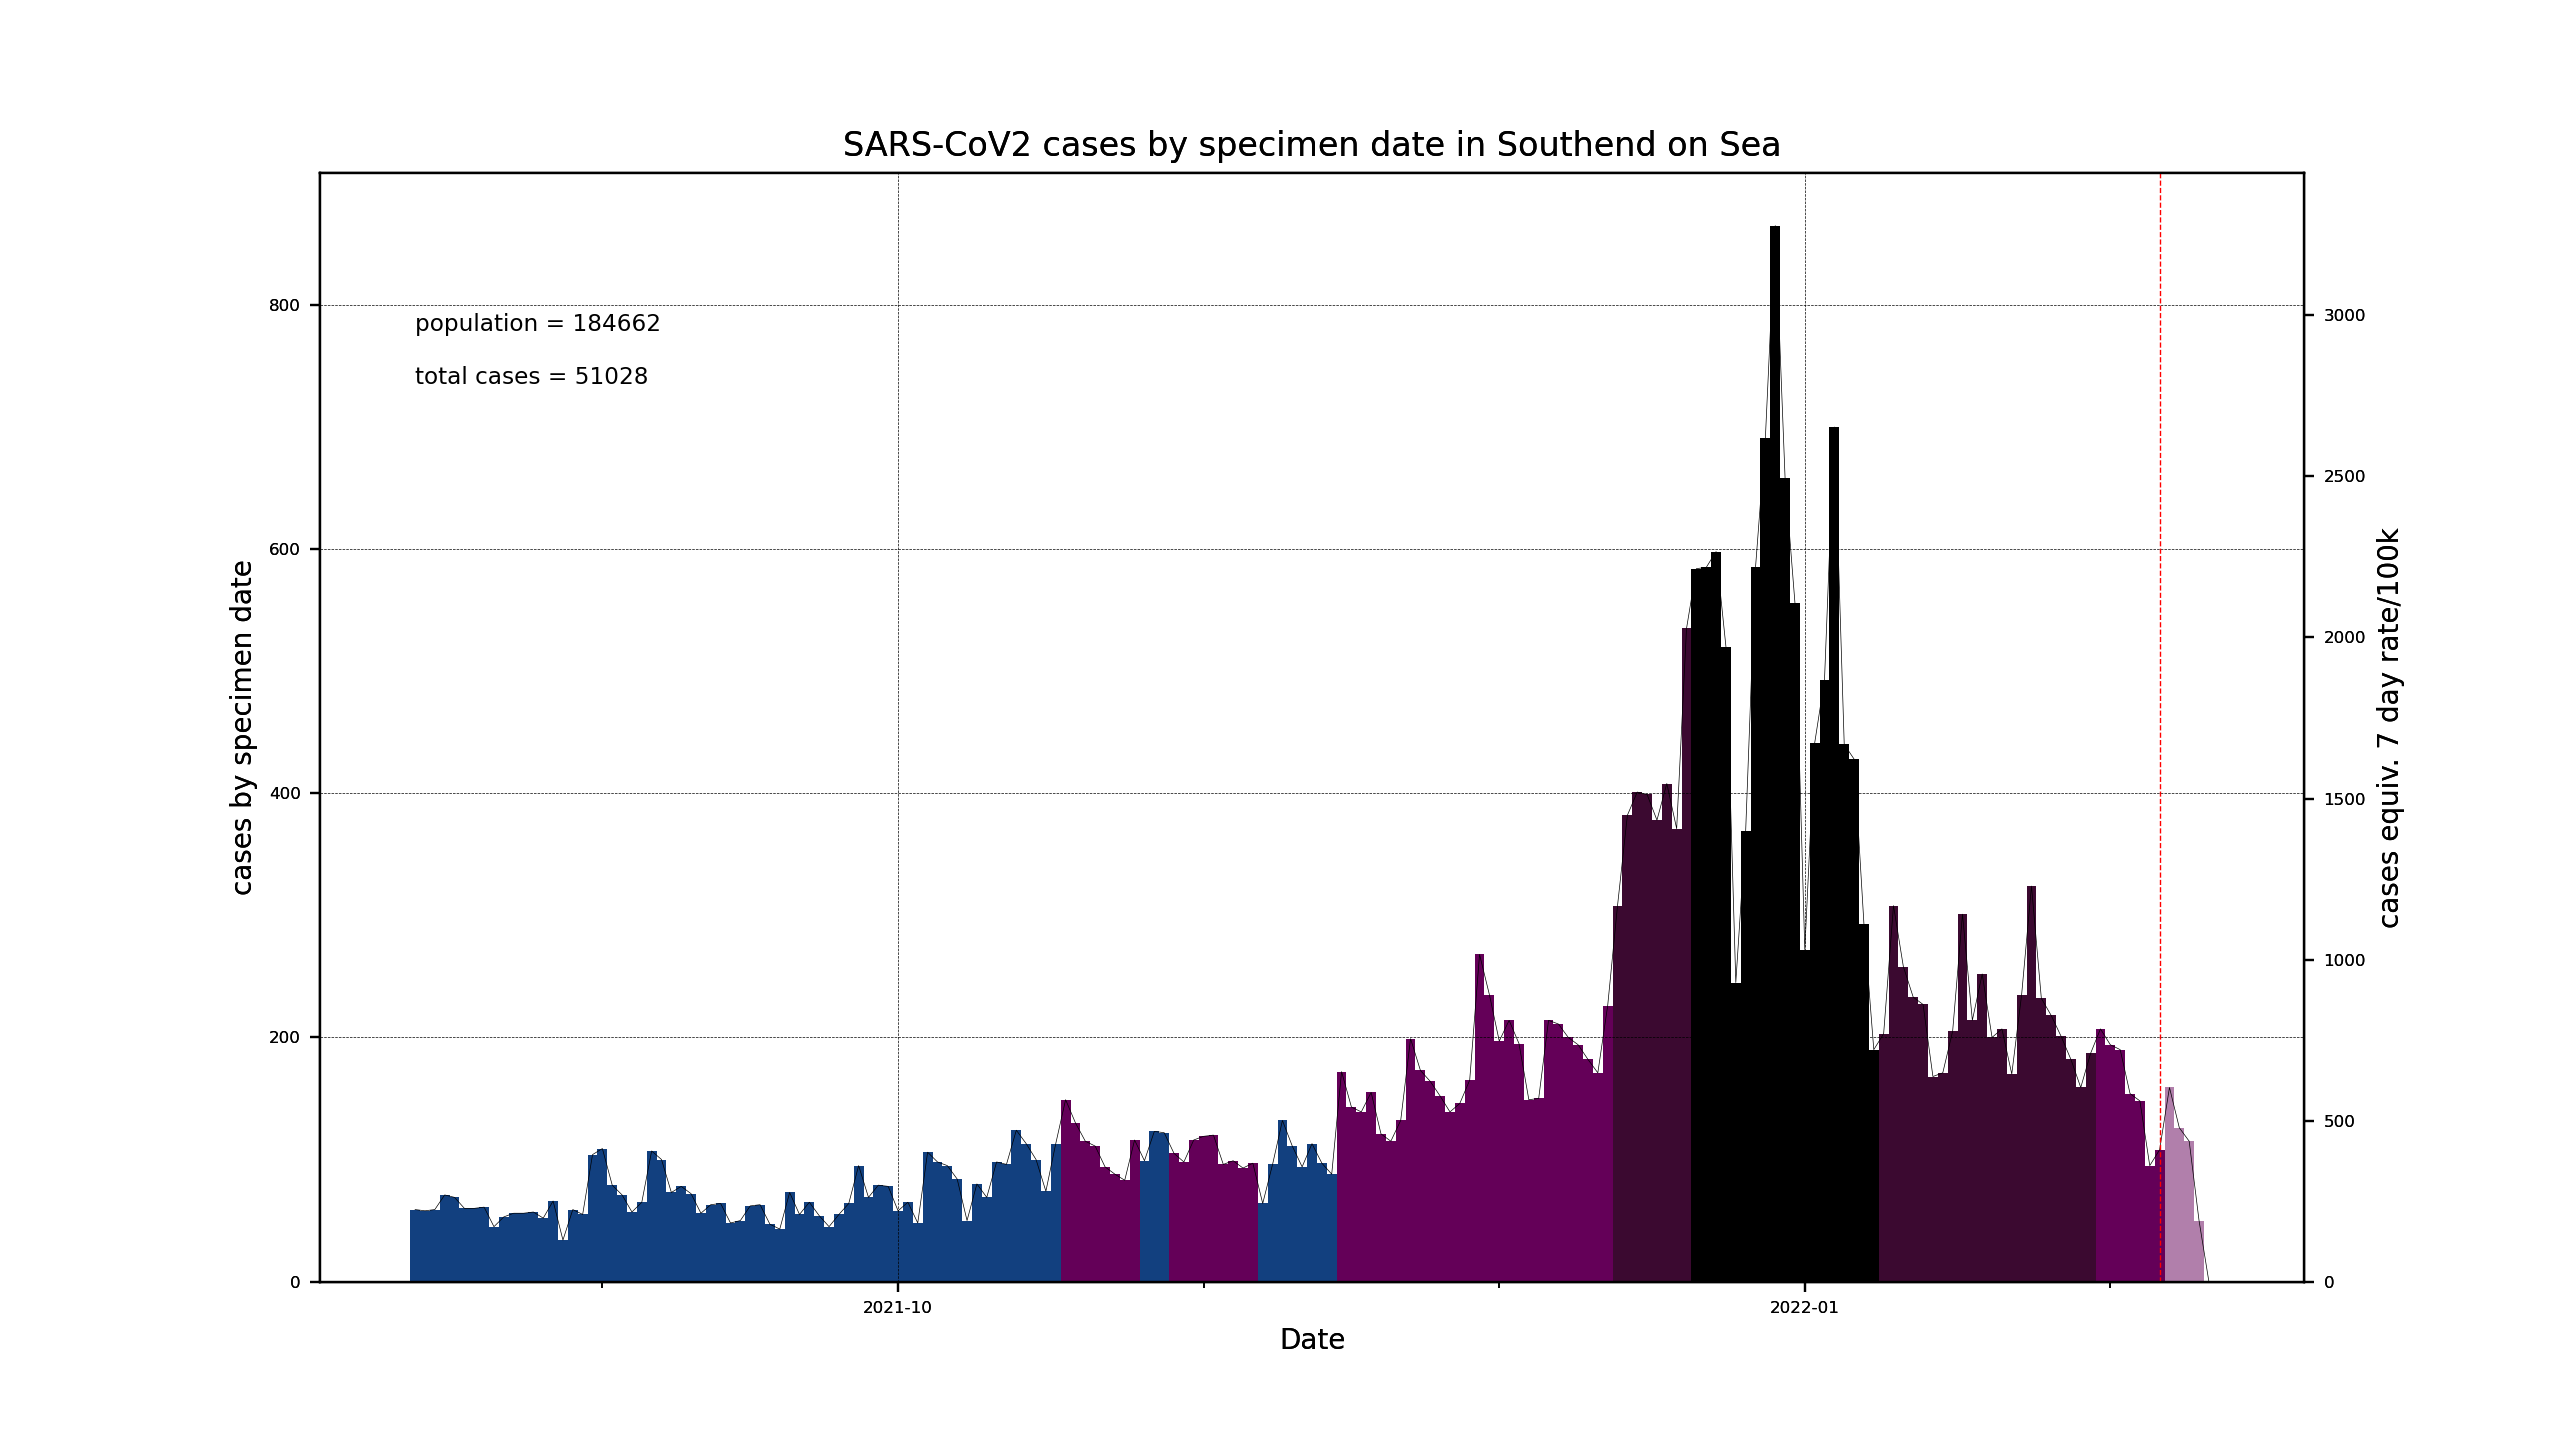 SARS-CoV2 cases by specimen date in Southend on Sea
population = 184662
total cases = 51028
cases by specimen date
800
600
400
200
0
3000
2500
2000
1500
1000
500
0
cases equiv. 7 day rate/100k
2021-10
2022-01
Date